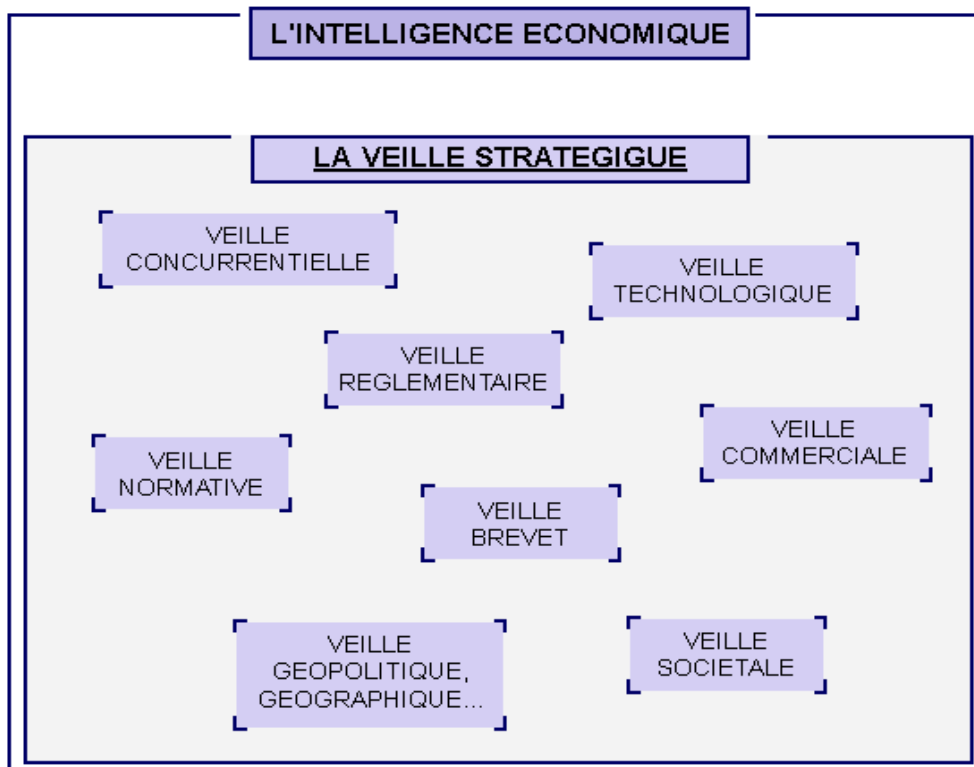 L'INTELLIGENCE ECONOMIQUE
LA VEILLE STRATEGIGUE
VEILLE
CONCURRENTIELLE
VEILLE
TECHNOLOGIQUE
VEILLE
REGLEMENTAIRE
VEILLE
COMMERCIALE
VEILLE
NORMATIVE
VEILLE
BREVET
VEILLE
GEOPOLITIQUE,
GEOGRAPHIQUE...
VEILLE
SOCIETALE